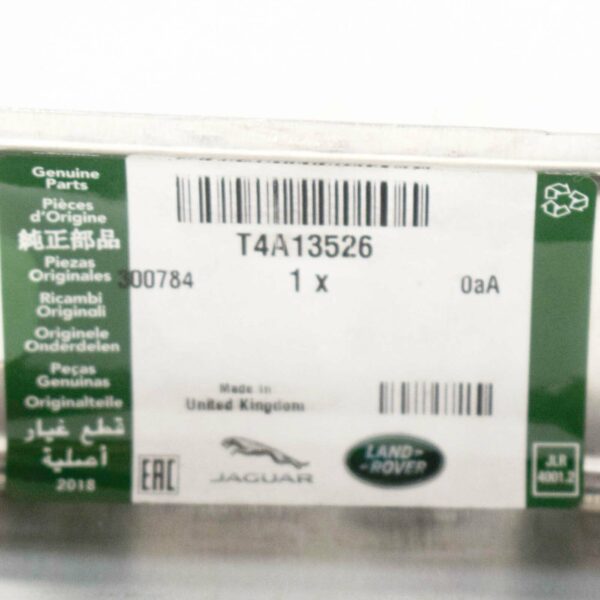 Genuine
Parts
Pièces
d'Origine
純正部品
Piezas
Originales
Ricambi
Originali
Originele
Onderdelen
Peças
Genuinas
Originalteile
قطع غيار
أصلية
2018
T4A13526
300784
1 x
0aA
Made in
United Kingdom
EAC
JAGUAR
LAND-
-ROVER
JLR
4001.2